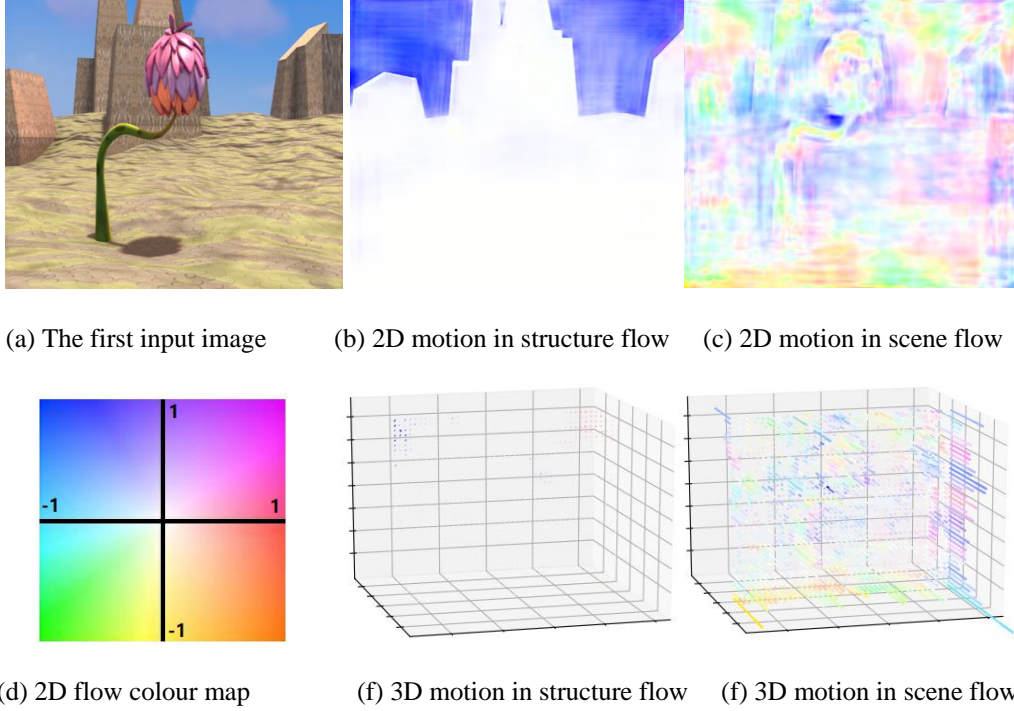 (a) The first input image
(b) 2D motion in structure flow
(c) 2D motion in scene flow
1
-1
1
-1
(d) 2D flow colour map
(f) 3D motion in structure flow
(f) 3D motion in scene flow